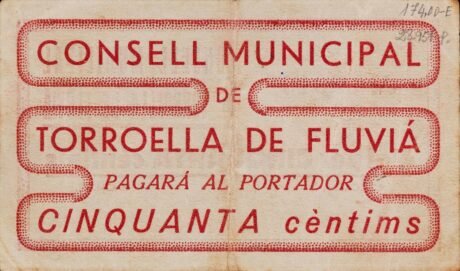 CONSELL MUNICIPAL
DE
TORROELLA DE FLUVIÁ
PAGARÁ AL PORTADOR
CINQUANTA cèntims